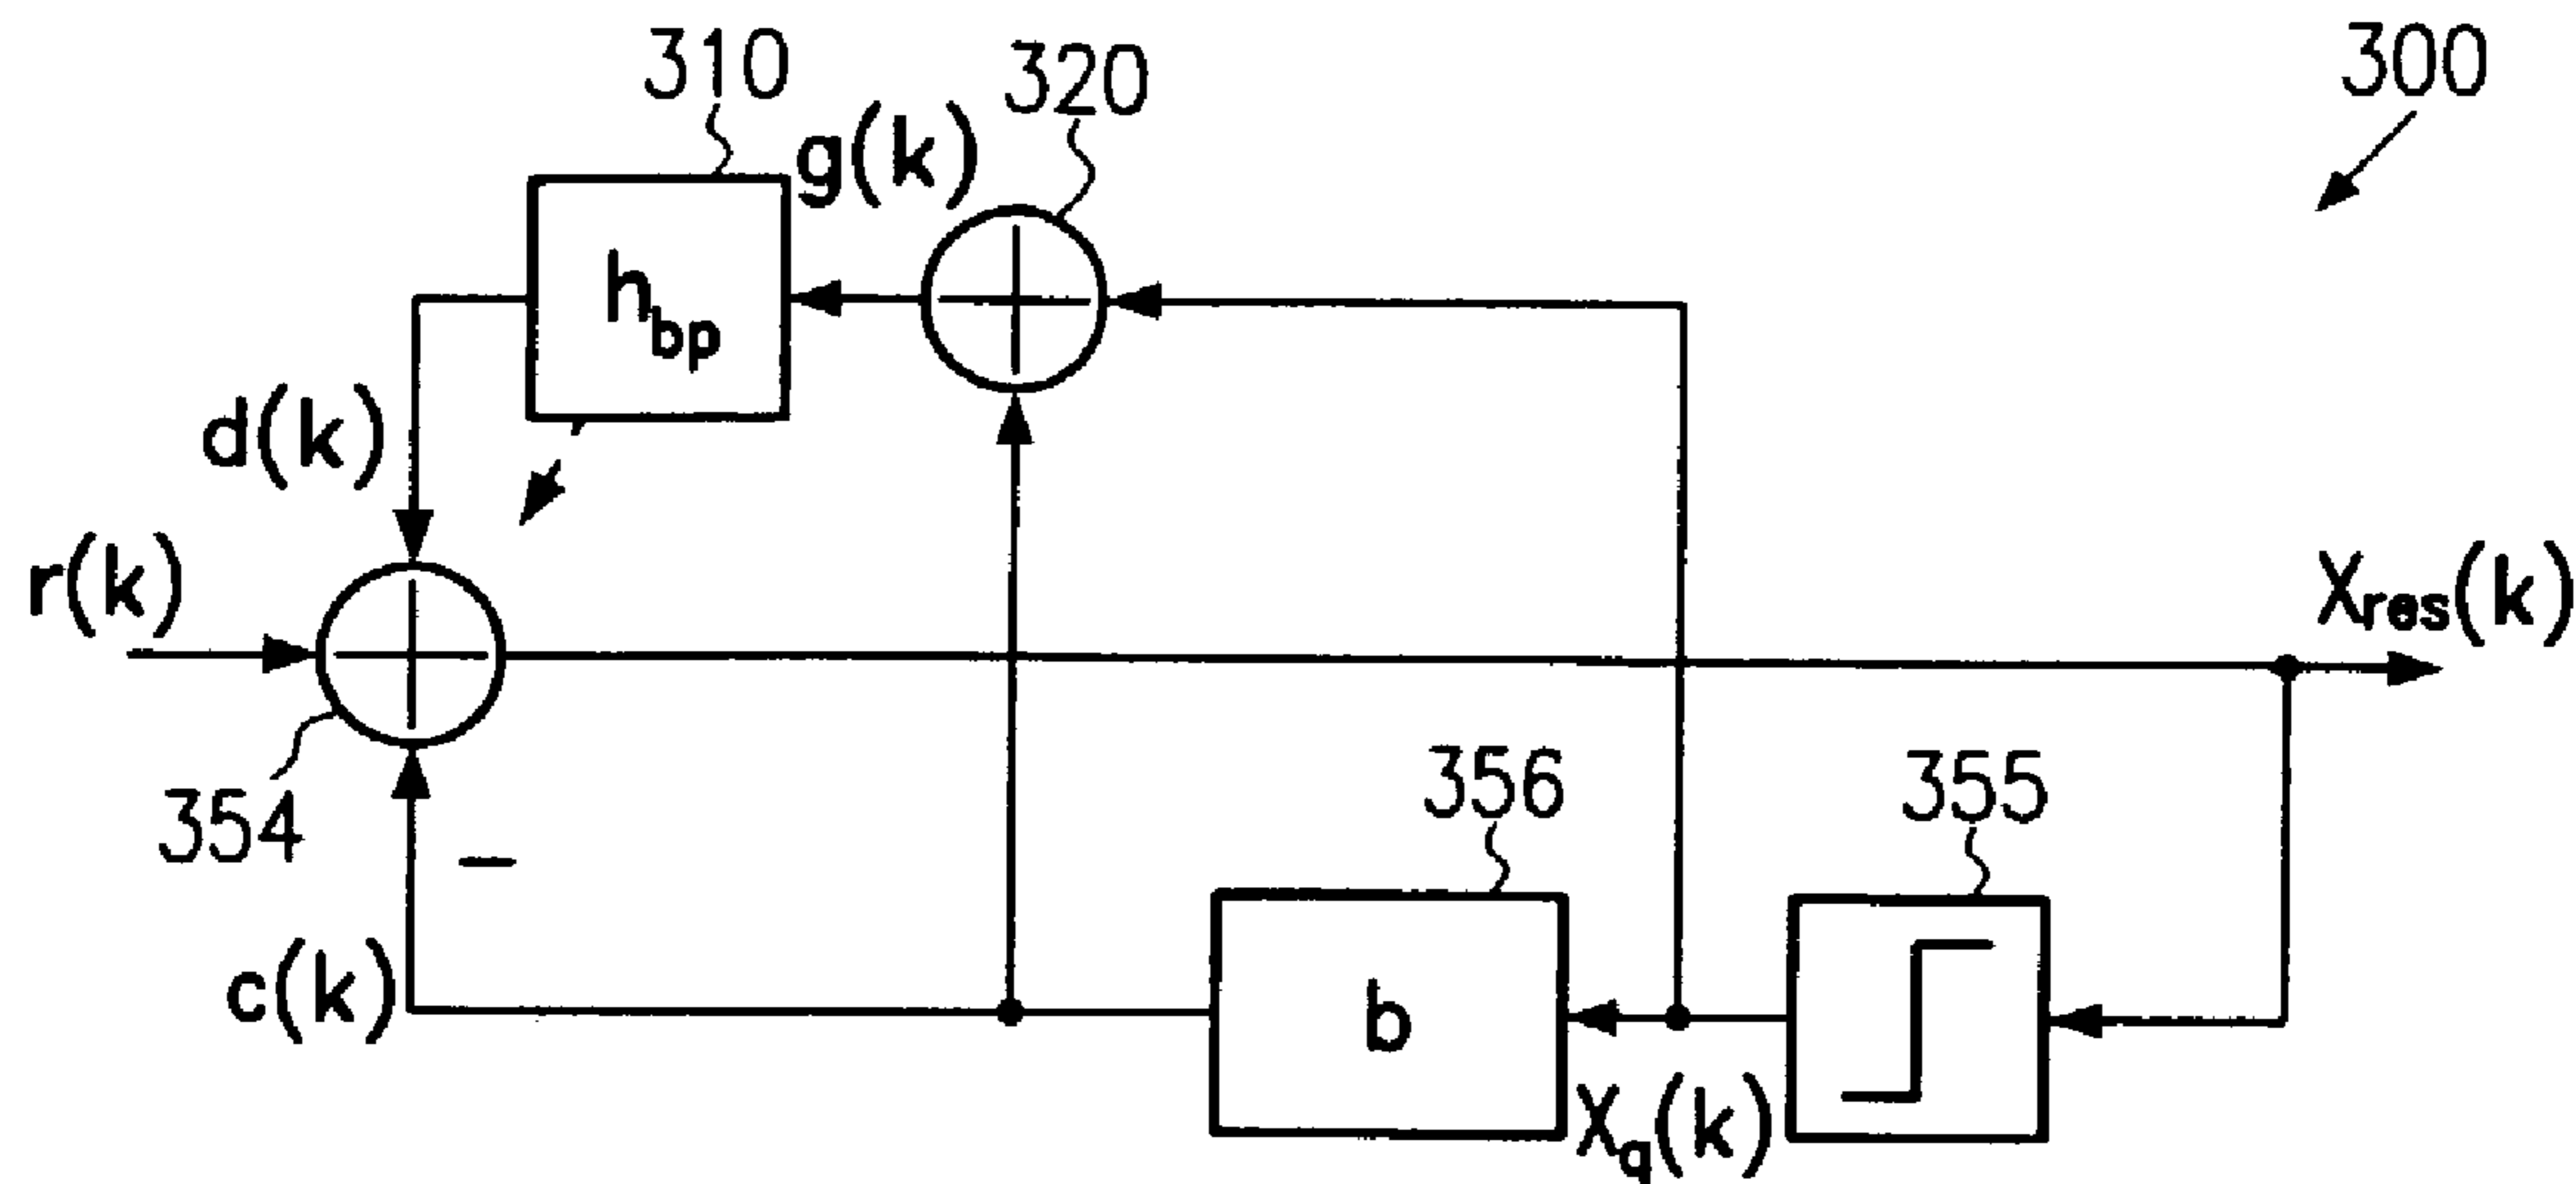 310
320
300
g(k)
h_bp
d(k)
r(k)
X_res(k)
354
356
355
–
c(k)
b
X_q(k)